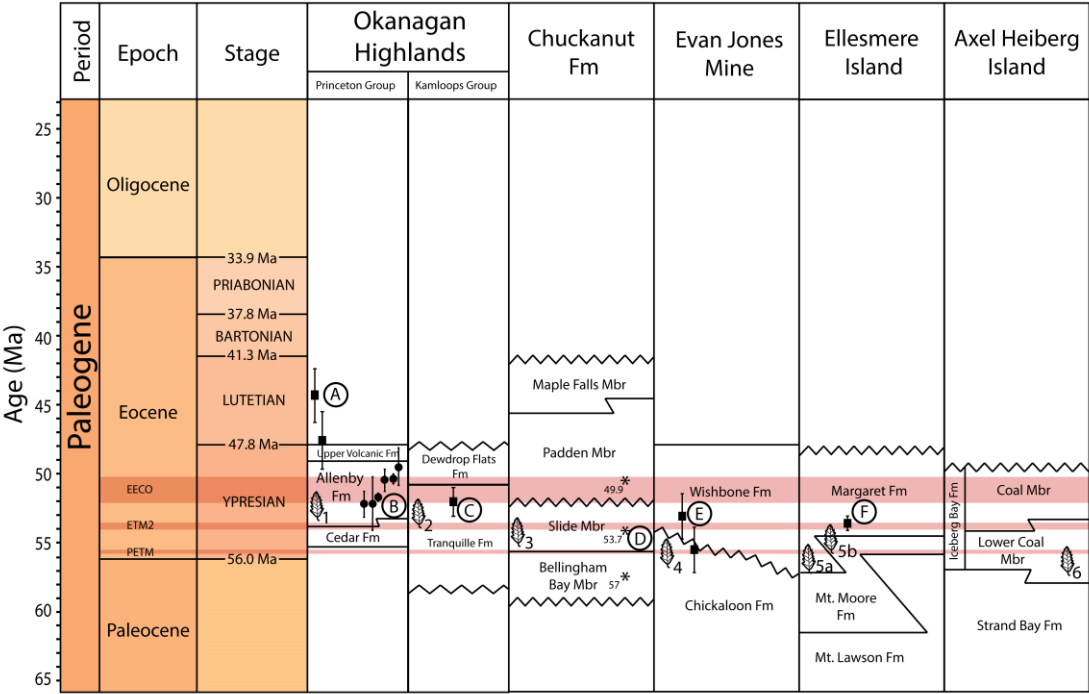 Period
Epoch
Stage
Okanagan
Highlands
Princeton Group
Kamloops Group
Chuckanut
Fm
Evan Jones
Mine
Ellesmere
Island
Axel Heiberg
Island
Age (Ma)
25
30
35
40
45
50
55
60
65
Paleogene
Oligocene
Eocene
EECO
ETM2
PETM
Paleocene
33.9 Ma
PRIABONIAN
37.8 Ma
BARTONIAN
41.3 Ma
LUTETIAN
47.8 Ma
YPRESIAN
56.0 Ma
A
Upper Volcanic Fm
Allenby
Fm
B
1
Cedar Fm
Dewdrop Flats
Fm
C
2
Tranquille Fm
Maple Falls Mbr
Padden Mbr
49.9 *
Slide Mbr
53.7 *
D
3
Bellingham
Bay Mbr
57 *
Wishbone Fm
E
4
Chickaloon Fm
Margaret Fm
F
5b
5a
Mt. Moore
Fm
Mt. Lawson Fm
Iceberg Bay Fm
Coal Mbr
Lower Coal
Mbr
6
Strand Bay Fm